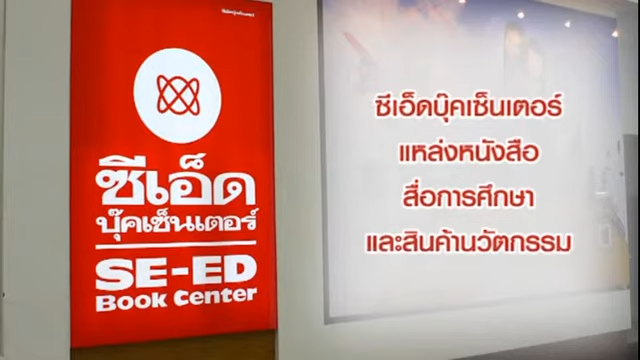 ซีเอ็ด
บุ๊คเซ็นเตอร์
SE-ED
Book Center
ซีเอ็ดบุ๊คเซ็นเตอร์
แหล่งหนังสือ
สื่อการศึกษา
และสินค้านวัตกรรม